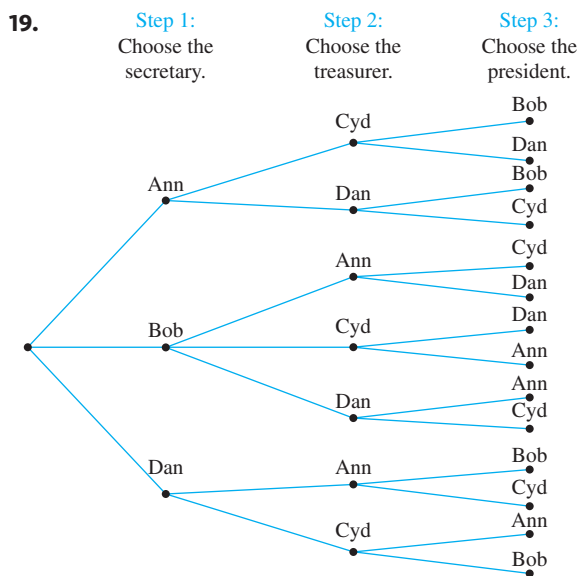 19.
Step 1: Step 2: Step 3:
Choose the Choose the Choose the
secretary. treasurer. president.
Bob
Cyd
Dan
Bob
Ann
Dan
Cyd
Cyd
Ann
Dan
Dan
Bob
Cyd
Ann
Ann
Dan
Cyd
Bob
Dan
Ann
Cyd
Ann
Cyd
Bob